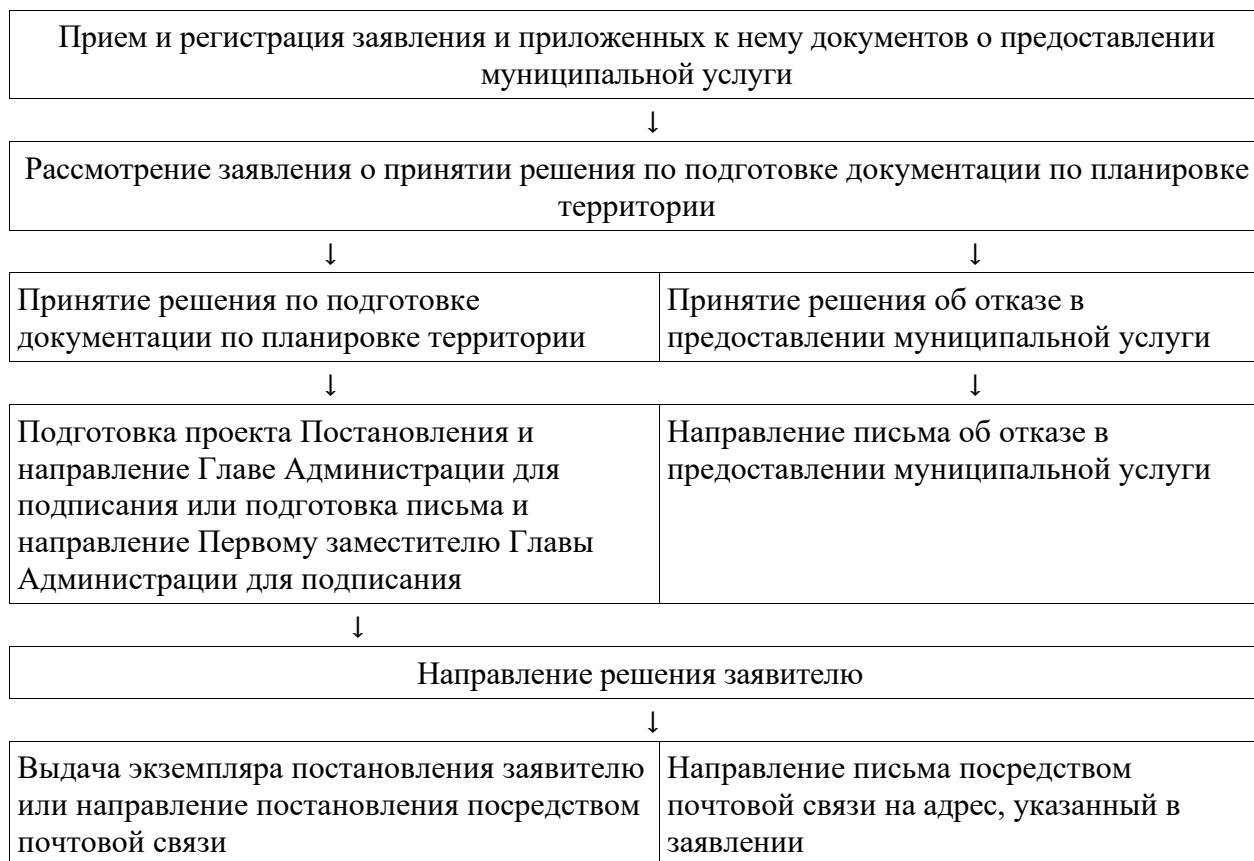 Прием и регистрация заявления и приложенных к нему документов о предоставлении
муниципальной услуги
↓
Рассмотрение заявления о принятии решения по подготовке документации по планировке
территории
↓ ↓
Принятие решения по подготовке
документации по планировке территории
Принятие решения об отказе в
предоставлении муниципальной услуги
↓ ↓
Подготовка проекта Постановления и
направление Главе Администрации для
подписания или подготовка письма и
направление Первому заместителю Главы
Администрации для подписания
Направление письма об отказе в
предоставлении муниципальной услуги
↓
Направление решения заявителю
↓
Выдача экземпляра постановления заявителю
или направление постановления посредством
почтовой связи
Направление письма посредством
почтовой связи на адрес, указанный в
заявлении